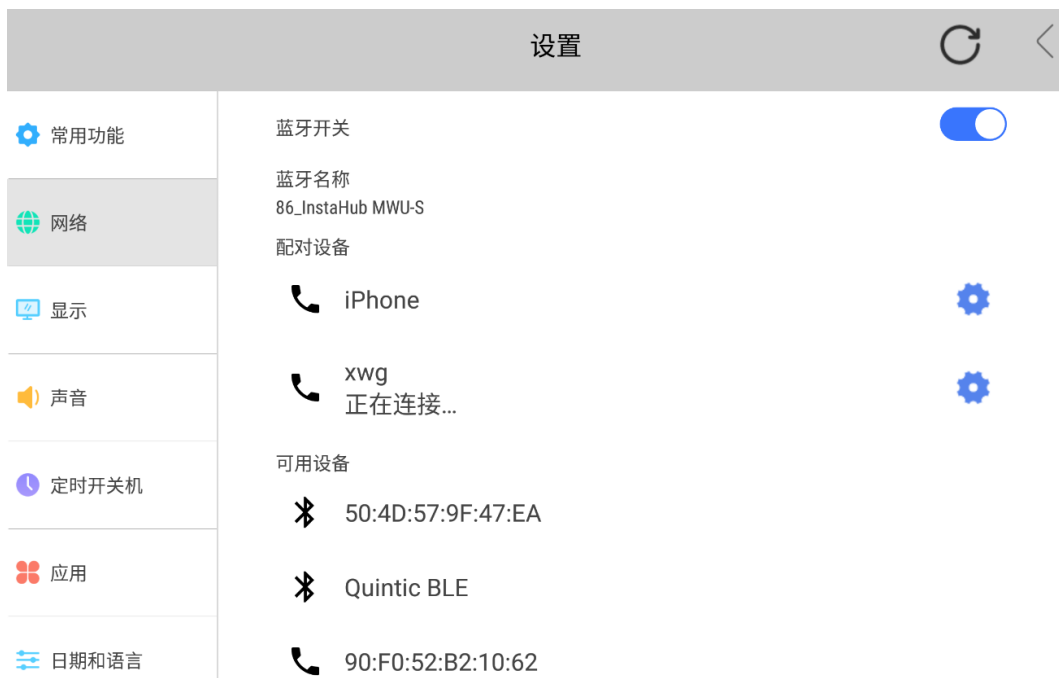 设置
常用功能
网络
显示
声音
定时开关机
应用
日期和语言
蓝牙开关
蓝牙名称
86_InstaHub MWU-S
配对设备
iPhone
xwg
正在连接…
可用设备
50:4D:57:9F:47:EA
Quintic BLE
90:F0:52:B2:10:62